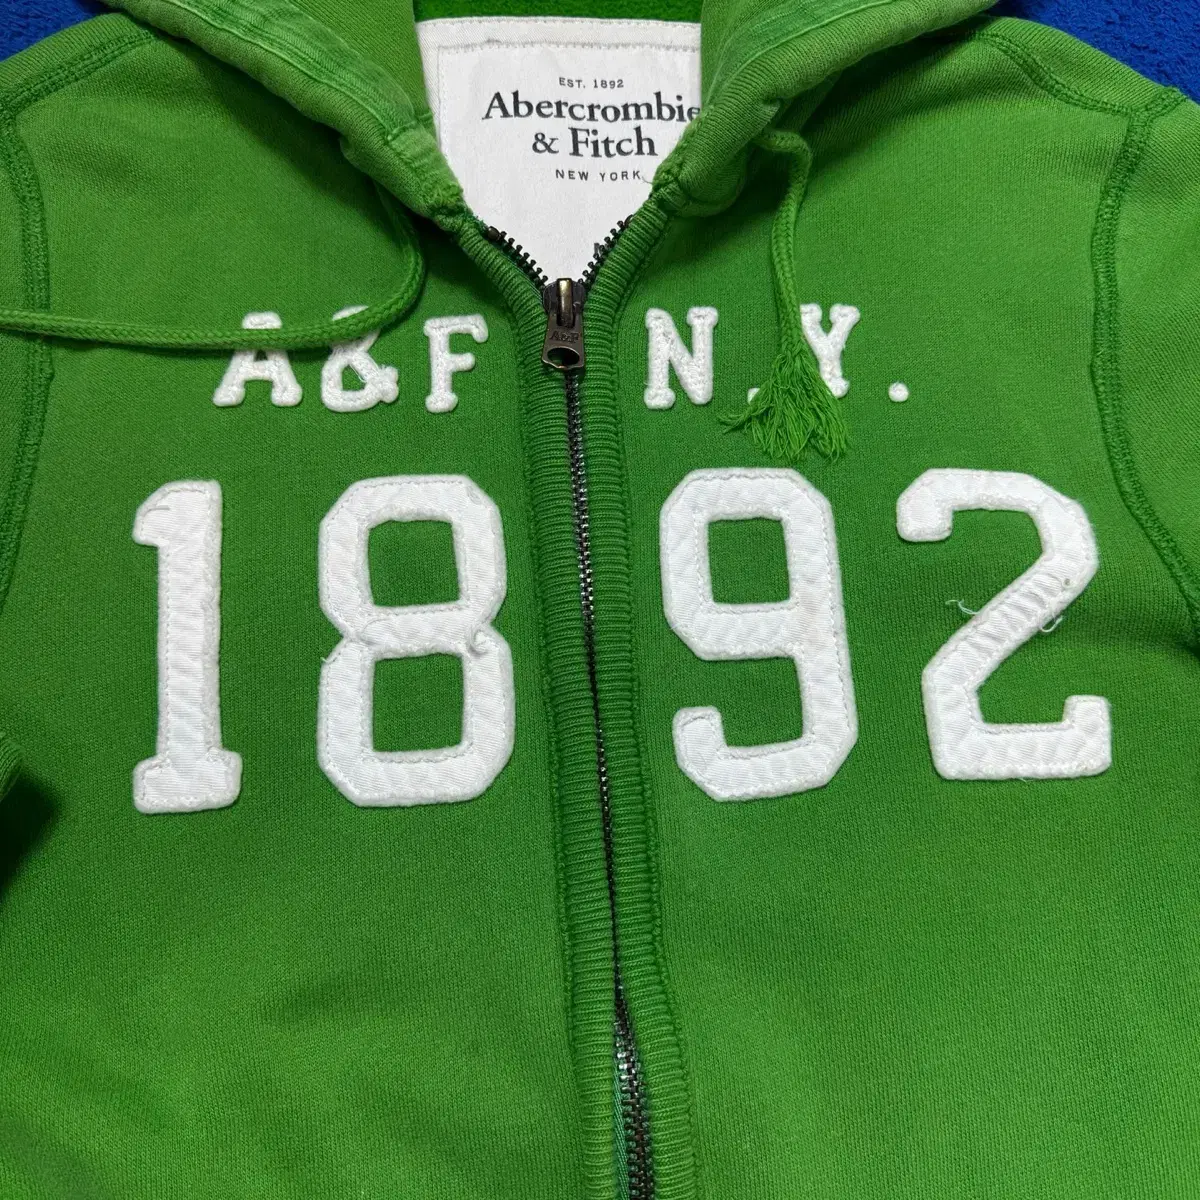 EST. 1892
Abercrombie
& Fitch
NEW YORK
A&F
A&F N.Y.
1892